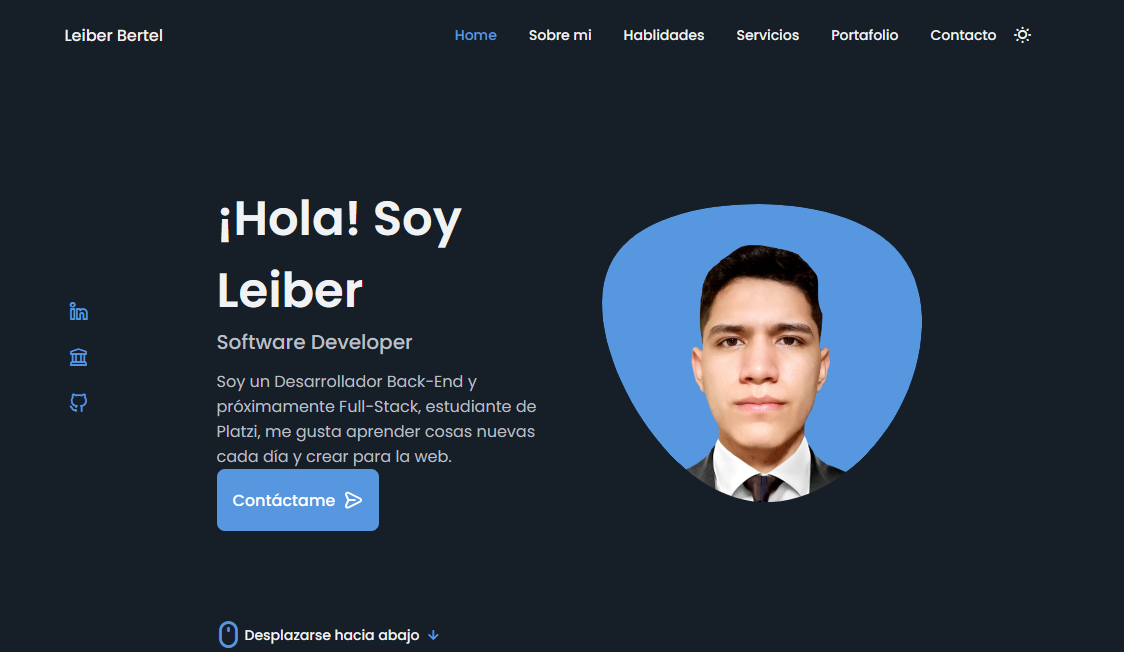 Leiber Bertel
Home Sobre mi Hablidades Servicios Portafolio Contacto
¡Hola! Soy
Leiber
Software Developer
Soy un Desarrollador Back-End y
próximamente Full-Stack, estudiante de
Platzi, me gusta aprender cosas nuevas
cada día y crear para la web.
Contáctame
Desplazarse hacia abajo